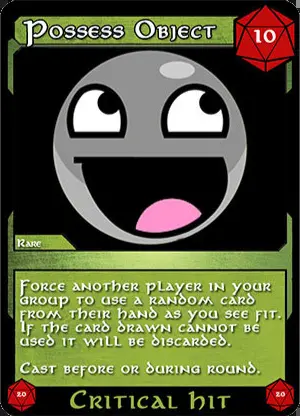 Possess Object
10
Rare
Force another player in your
group to use a random card
from their hand as you see fit.
If the card drawn cannot be
used it will be discarded.
Cast before or during round.
20
Critical Hit
20